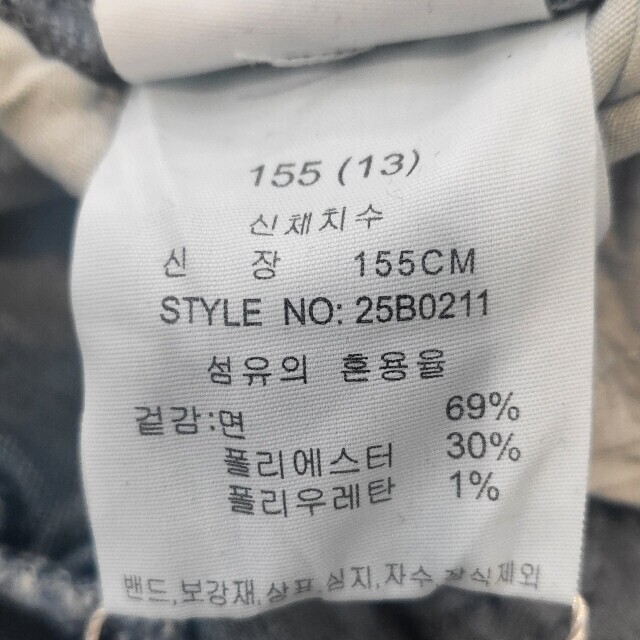 155 (13)
신체치수
신 장 155CM
STYLE NO: 25B0211
섬유의 혼용율
겉감:면 69%
폴리에스터 30%
폴리우레탄 1%
밴드,보강재,상표,심지,자수,장식제외